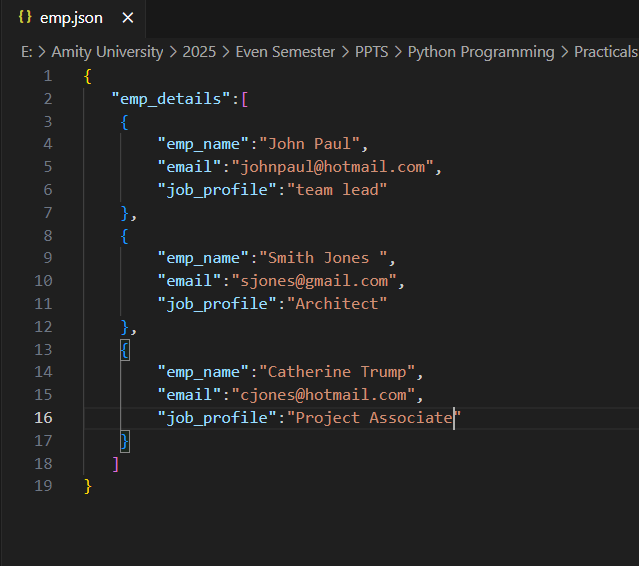 {} emp.json ×
E: > Amity University > 2025 > Even Semester > PPTS > Python Programming > Practicals
1 {
2 "emp_details":[
3 {
4 "emp_name":"John Paul",
5 "email":"johnpaul@hotmail.com",
6 "job_profile":"team lead"
7 },
8 {
9 "emp_name":"Smith Jones ",
10 "email":"sjones@gmail.com",
11 "job_profile":"Architect"
12 },
13 {
14 "emp_name":"Catherine Trump",
15 "email":"cjones@hotmail.com",
16 "job_profile":"Project Associate"
17 }
18 ]
19 }